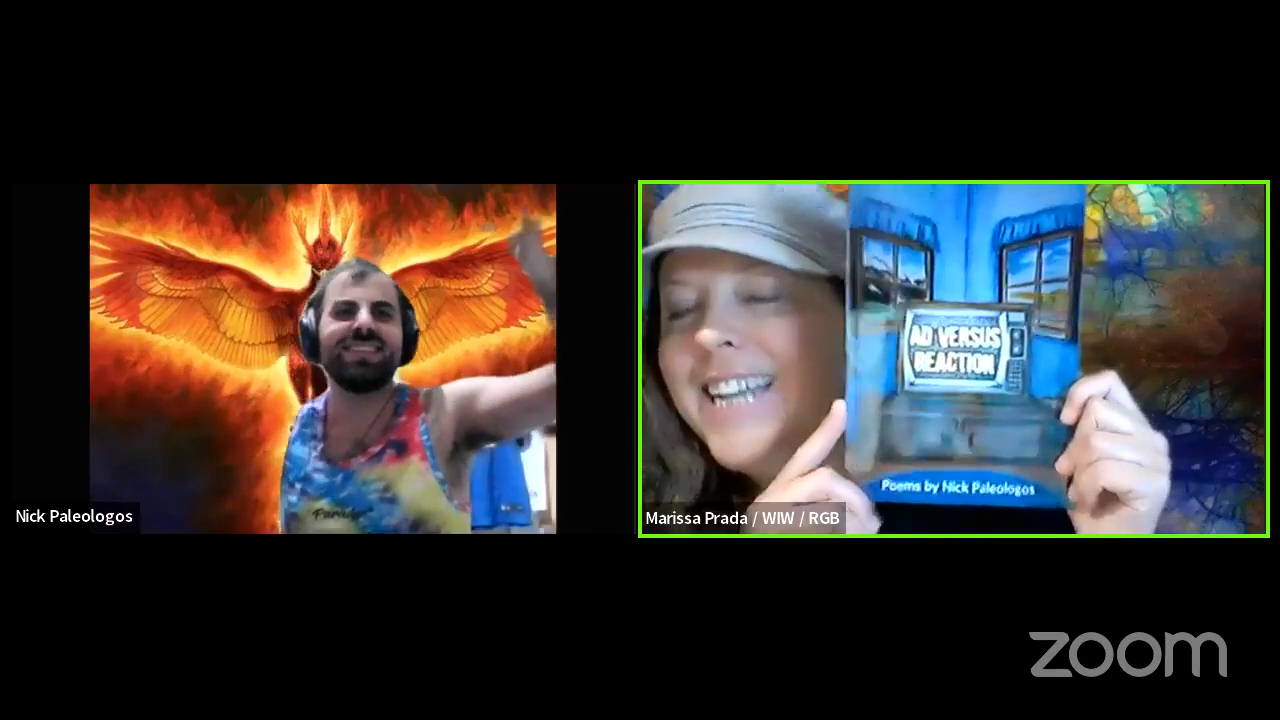 AD VERSUS
REACTION
Poems by Nick Paleologos
Nick Paleologos
Marissa Prada / WIW / RGB
zoom